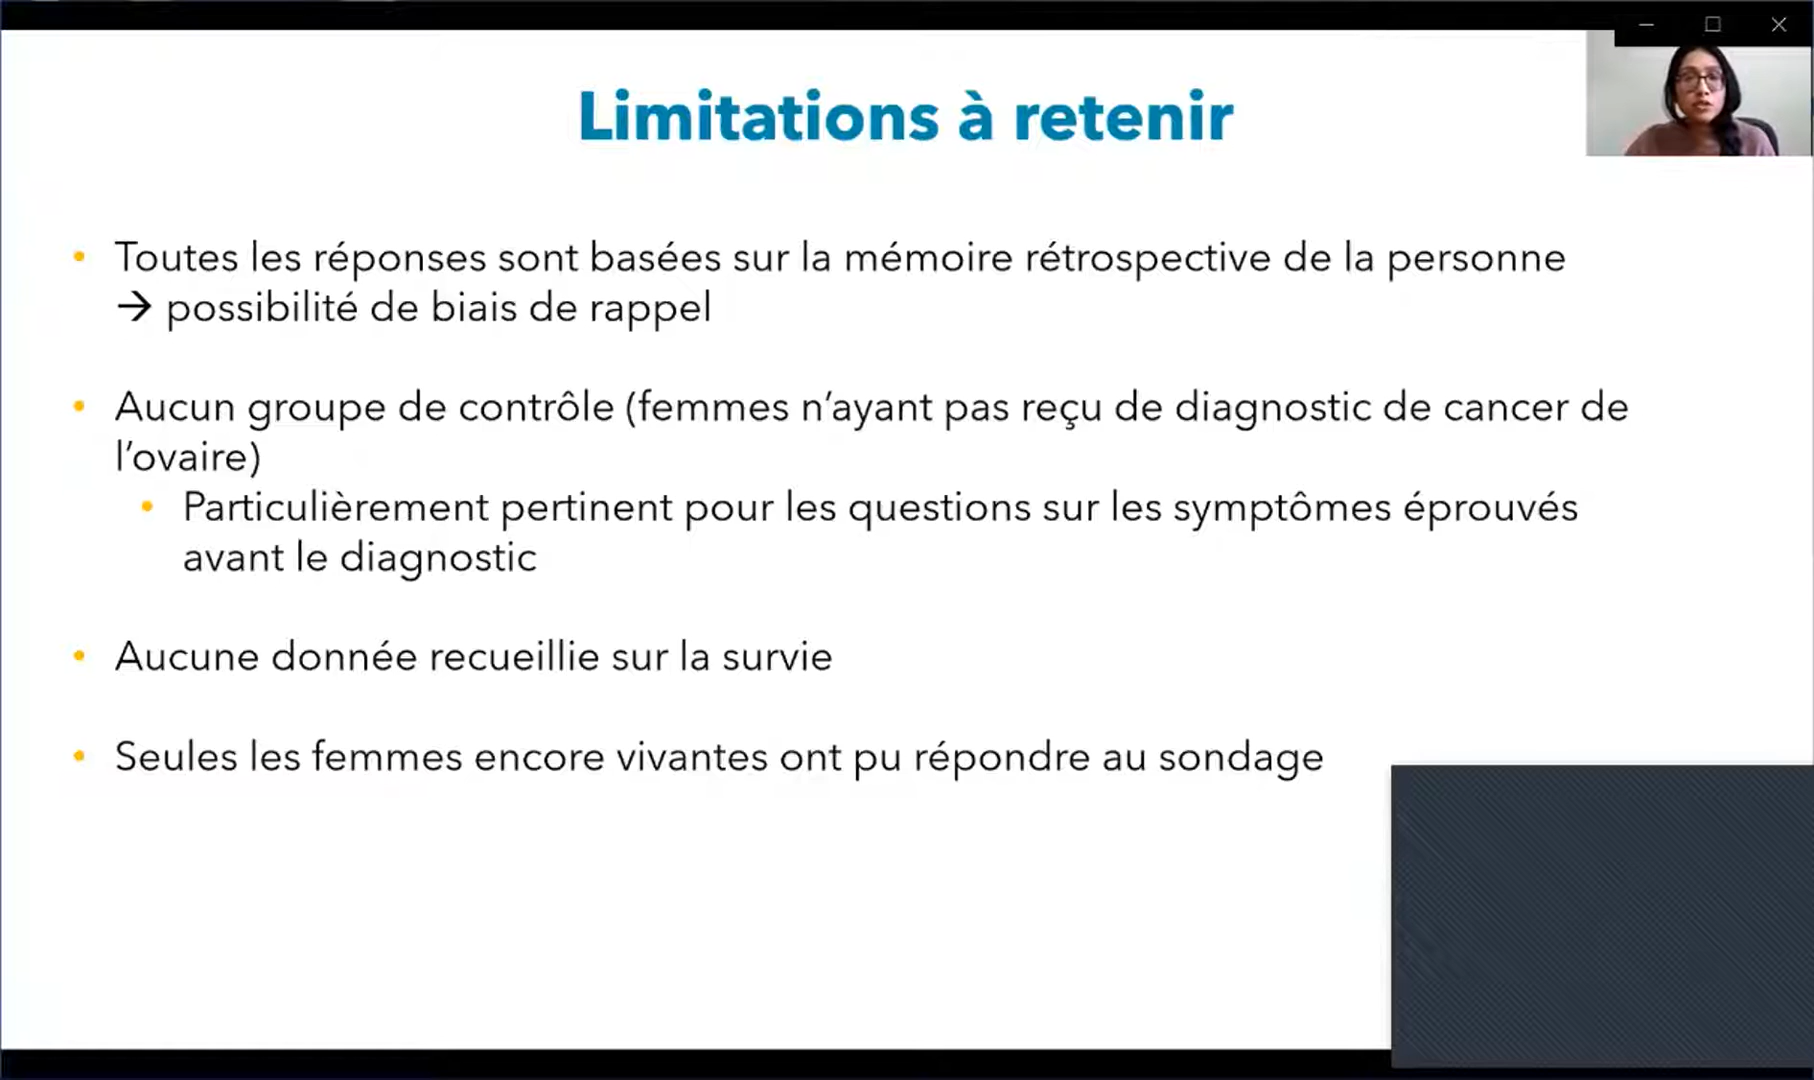 Limitations à retenir
• Toutes les réponses sont basées sur la mémoire rétrospective de la personne
→ possibilité de biais de rappel
• Aucun groupe de contrôle (femmes n’ayant pas reçu de diagnostic de cancer de
l’ovaire)
• Particulièrement pertinent pour les questions sur les symptômes éprouvés
avant le diagnostic
• Aucune donnée recueillie sur la survie
• Seules les femmes encore vivantes ont pu répondre au sondage